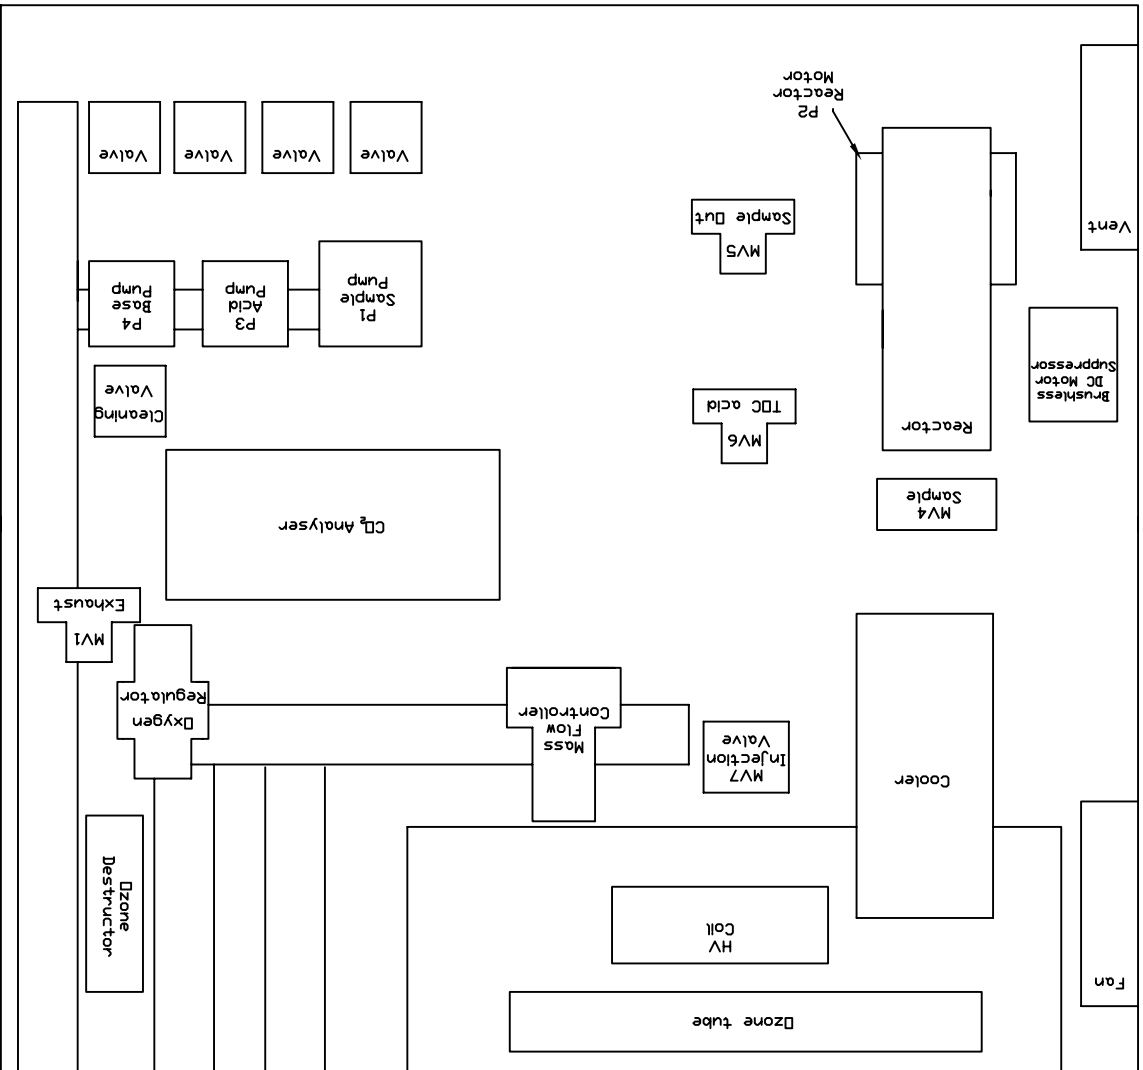 Ozone tube
Fan
HV
Coil
Ozone
Destructor
Cooler
MV7
Injection
Valve
Mass
Flow
Controller
Oxygen
Regulator
MV1
Exhaust
CO₂ Analyser
MV4
Sample
Reactor
MV6
TOC acid
Cleaning
Valve
Brushless
DC Motor
Suppressor
P1
Sample
Pump
P3
Acid
Pump
P4
Base
Pump
MV5
Sample Out
Vent
Valve
Valve
Valve
Valve
P2
Reactor
Motor